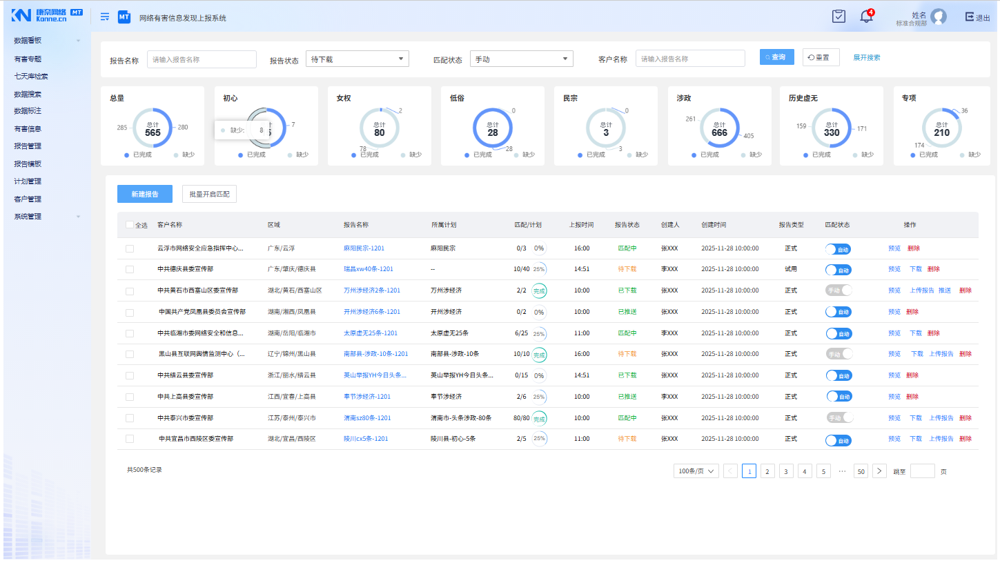 康奈网络 MT
Konne.cn
MT 网络有害信息发现上报系统
4
姓名
标准合规部
退出
数据看板
有害专题
七天库检索
数据搜索
数据标注
有害信息
报告管理
报告模板
计划管理
客户管理
系统管理
报告名称 请输入报告名称 报告状态 待下载 匹配状态 手动 客户名称 请输入报告名称 查询 重置 展开搜索
总量
总计
565
285 280
已完成 缺少
初心
计
5
7
缺少: 8
已完成 缺少
女权
总计
80
2
78
已完成 缺少
低俗
总计
28
0
28
已完成 缺少
民宗
总计
3
0
3
已完成 缺少
涉政
总计
666
261
405
已完成 缺少
历史虚无
总计
330
159 171
已完成 缺少
专项
总计
210
36
174
已完成 缺少
新建报告 批量开启匹配
全选 客户名称 区域 报告名称 所属计划 匹配/计划 上报时间 报告状态 创建人 创建时间 报告类型 匹配状态 操作
云浮市网络安全应急指挥中心... 广东/云浮 麻阳民宗-1201 麻阳民宗 0/3 0% 16:00 匹配中 张XXX 2025-11-28 10:00:00 正式 自动 预览 删除
中共德庆县委宣传部 广东/肇庆/德庆县 瑞昌xw40条-1201 -- 10/40 25% 14:51 待下载 李XXX 2025-11-28 10:00:00 试用 自动 预览 下载 删除
中共黄石市西塞山区委宣传部 湖北/黄石/西塞山区 万州涉经济2条-1201 万州涉经济 2/2 完成 10:00 已下载 张XXX 2025-11-28 10:00:00 正式 手动 预览 上传报告 推送 删除
中国共产党凤凰县委员会宣传部 湖南/湘西/凤凰县 开州涉经济6条-1201 开州涉经济 0/2 0% 10:00 已推送 张XXX 2025-11-28 10:00:00 正式 自动 预览 删除
中共临湘市委网络安全和信息... 湖南/岳阳/临湘市 太原虚无25条-1201 太原虚无25条 6/25 25% 11:00 匹配中 张XXX 2025-11-28 10:00:00 正式 自动 预览 下载 删除
黑山县互联网舆情监测中心（... 辽宁/锦州/黑山县 南部县-涉政-10条-1201 南部县-涉政-10条 10/10 完成 16:00 待下载 张XXX 2025-11-28 10:00:00 正式 手动 预览 下载 上传报告 删除
中共缙云县委宣传部 浙江/丽水/缙云县 英山举报YH今日头条... 英山举报YH今日头条... 0/15 0% 14:51 已下载 张XXX 2025-11-28 10:00:00 正式 自动 预览 删除
中共上高县委宣传部 江西/宜春/上高县 奉节涉经济-1201 奉节涉经济 2/6 25% 10:00 已推送 李XXX 2025-11-28 10:00:00 正式 自动 预览 删除
中共泰兴市委宣传部 江苏/泰州/泰兴市 渭南sz80条-1201 渭南市-头条涉政-80条 80/80 完成 10:00 匹配中 张XXX 2025-11-28 10:00:00 正式 手动 预览 下载 上传报告 删除
中共宜昌市西陵区委宣传部 湖北/宜昌/西陵区 陵川cx5条-1201 陵川县-初心-5条 2/5 25% 11:00 待下载 张XXX 2025-11-28 10:00:00 正式 自动 预览 下载 上传报告 删除
共500条记录 100条/页 1 2 3 4 5 ··· 50 跳至 页